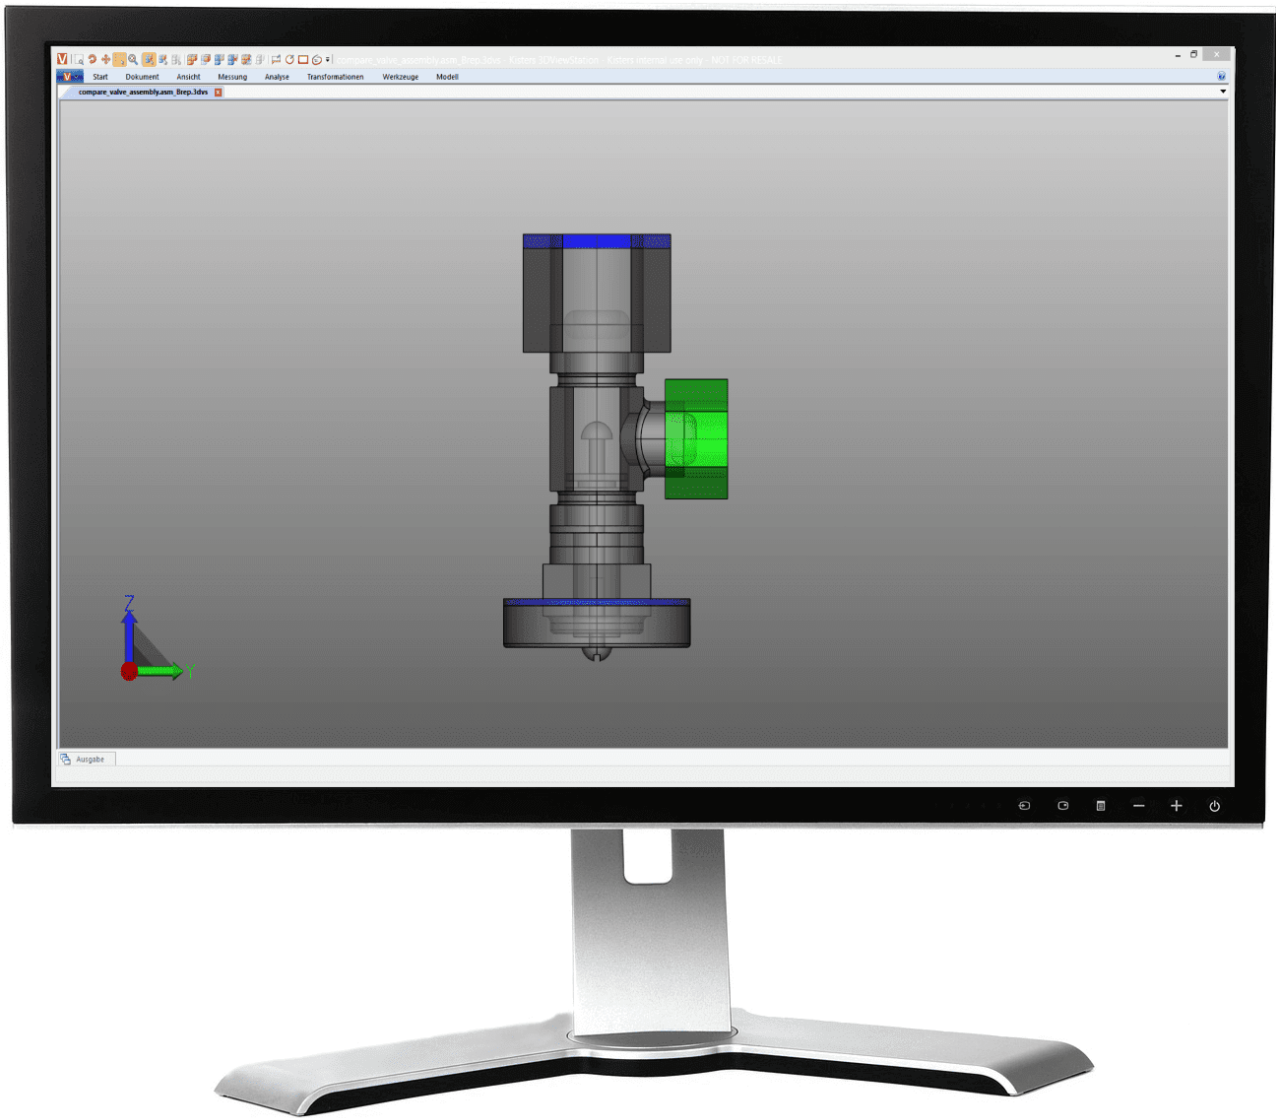 compare_valve_assembly.asm_Brep.3dvs - Kisters 3DViewStation - Kisters internal use only - NOT FOR RESALE
Start Dokument Ansicht Messung Analyse Transformationen Werkzeuge Modell
compare_valve_assembly.asm_Brep.3dvs
Z
Y
Ausgabe